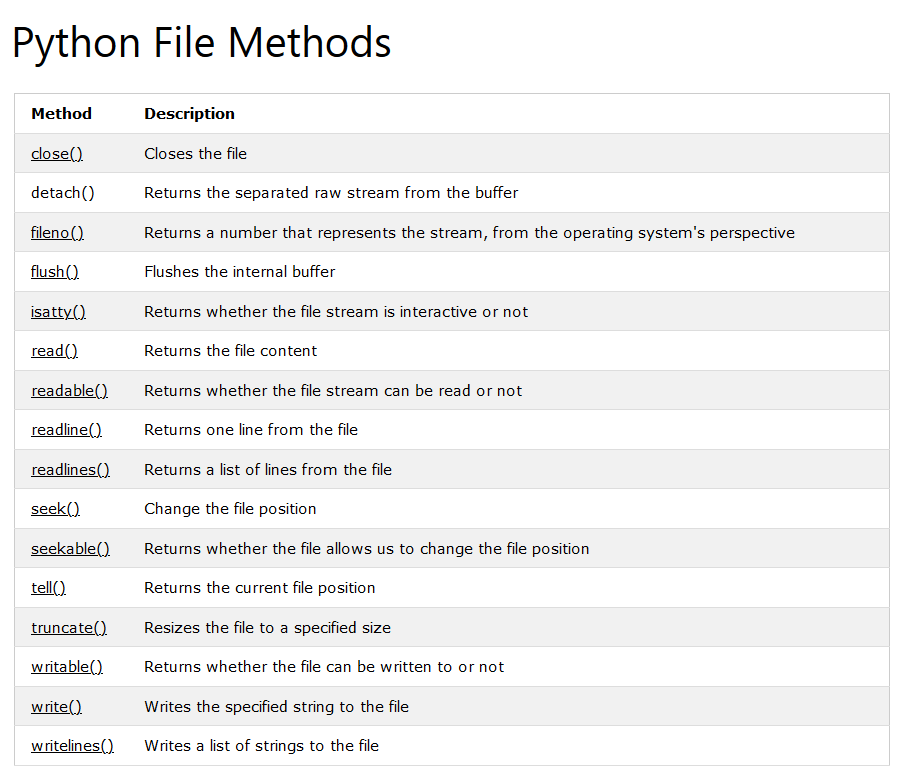 Python File Methods
Method Description
close() Closes the file
detach() Returns the separated raw stream from the buffer
fileno() Returns a number that represents the stream, from the operating system's perspective
flush() Flushes the internal buffer
isatty() Returns whether the file stream is interactive or not
read() Returns the file content
readable() Returns whether the file stream can be read or not
readline() Returns one line from the file
readlines() Returns a list of lines from the file
seek() Change the file position
seekable() Returns whether the file allows us to change the file position
tell() Returns the current file position
truncate() Resizes the file to a specified size
writable() Returns whether the file can be written to or not
write() Writes the specified string to the file
writelines() Writes a list of strings to the file